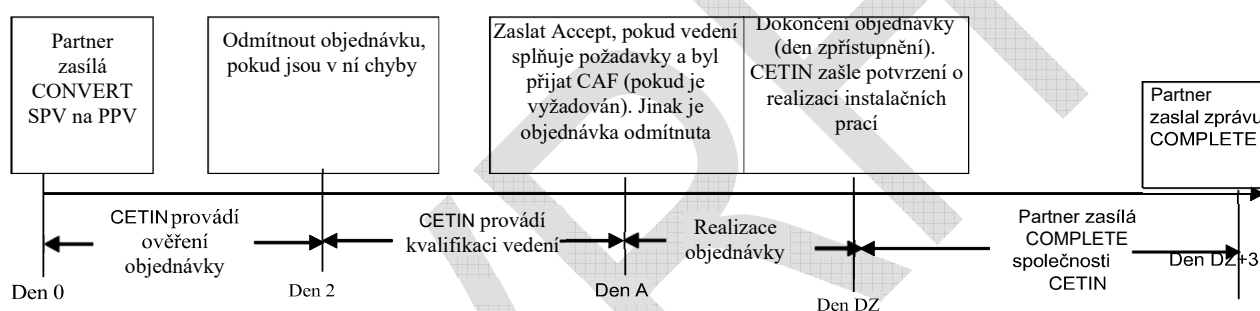 Partner
zasílá
CONVERT
SPV na PPV
Odmítnout objednávku,
pokud jsou v ní chyby
Zaslat Accept, pokud vedení
splňuje požadavky a byl
přijat CAF (pokud je
vyžadován). Jinak je
objednávka odmítnuta
Dokončení objednávky
(den zpřístupnění).
CETIN zašle potvrzení o
realizaci instalačních
prací
Partner
zaslal zprávu
COMPLETE
CETIN provádí
ověření
objednávky
CETIN provádí
kvalifikaci vedení
Realizace
objednávky
Partner zasílá
COMPLETE
společnosti
CETIN
Den 0
Den 2
Den A
Den DZ
Den DZ+3